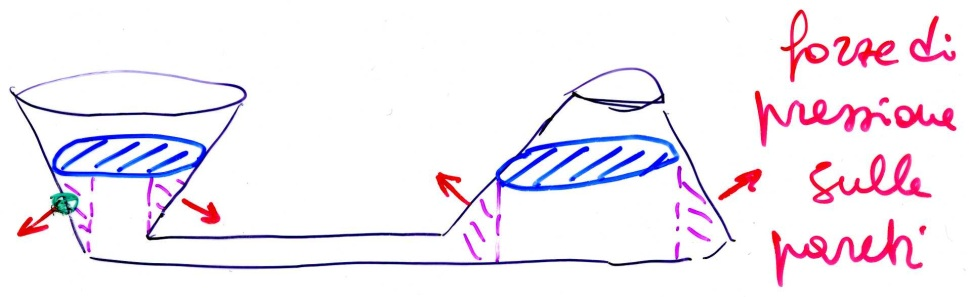 forze di
pressione
sulle
pareti